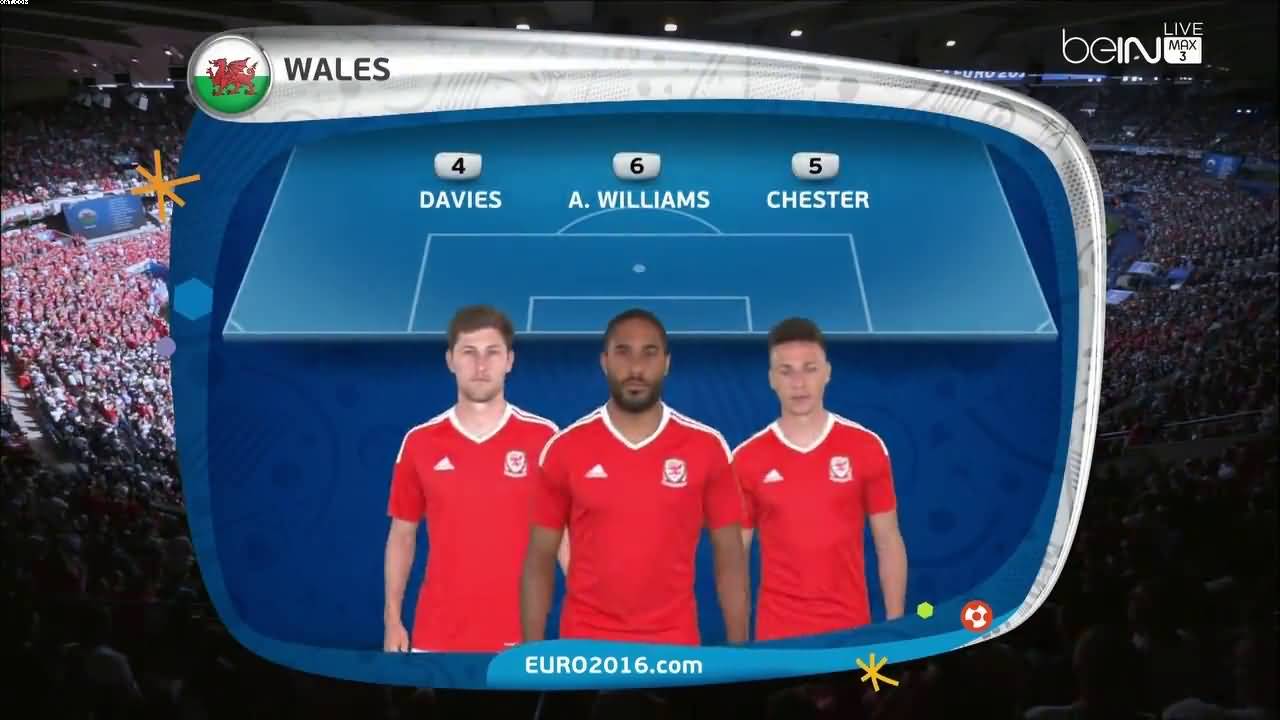 WALES
beIN
LIVE
MAX
3
4
6
5
DAVIES
A. WILLIAMS
CHESTER
EURO2016.com